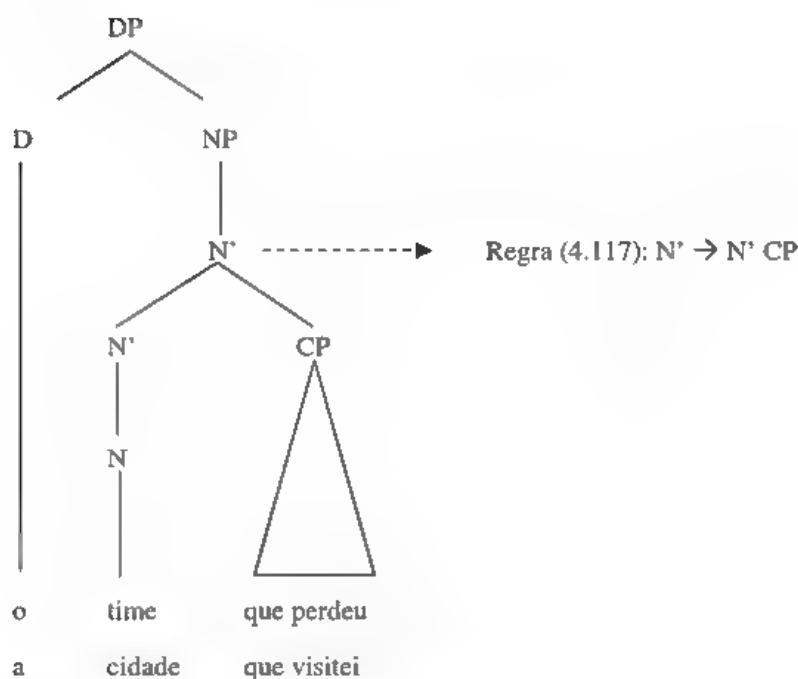 DP
D NP
N' Regra (4.117): N' → N' CP
N' CP
N
o time que perdeu
a cidade que visitei